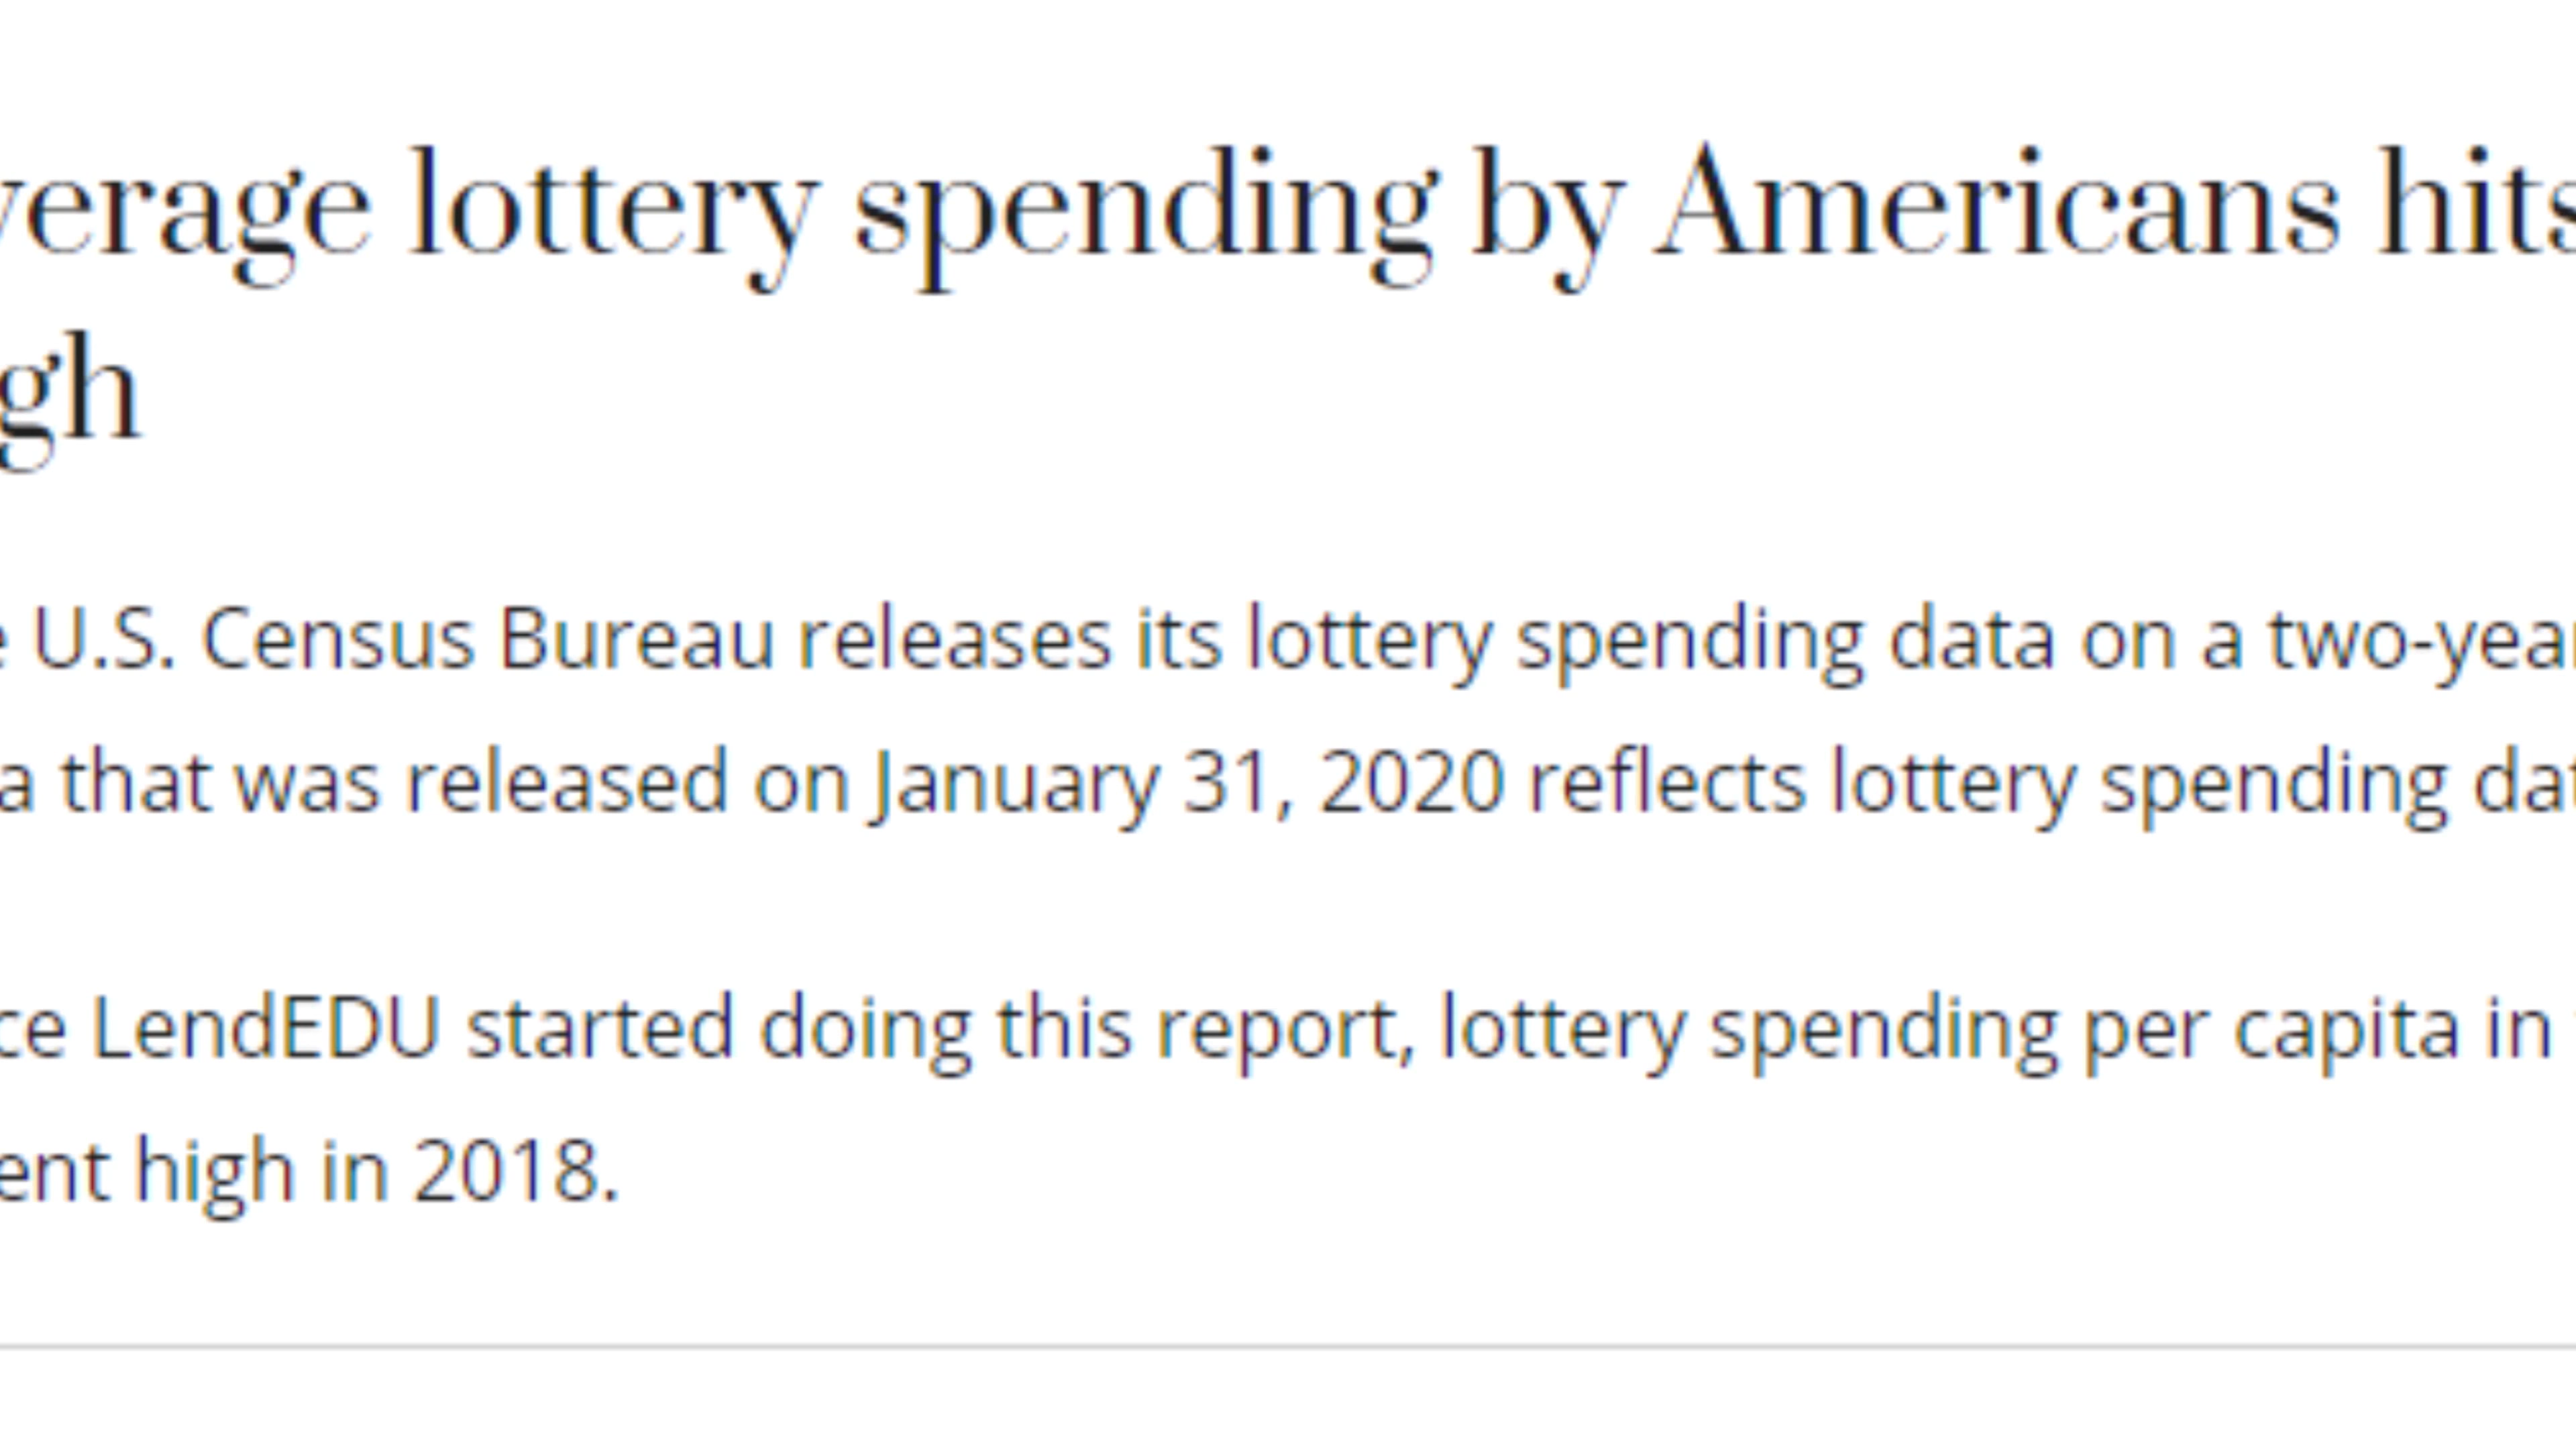 verage lottery spending by Americans hits
gh
e U.S. Census Bureau releases its lottery spending data on a two-year
a that was released on January 31, 2020 reflects lottery spending dat
ce LendEDU started doing this report, lottery spending per capita in
ent high in 2018.